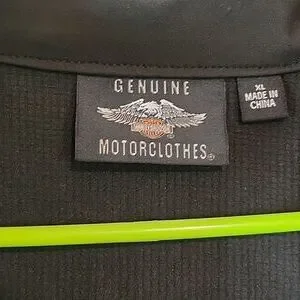 GENUINE
MOTORCLOTHES®
XL
MADE IN
CHINA